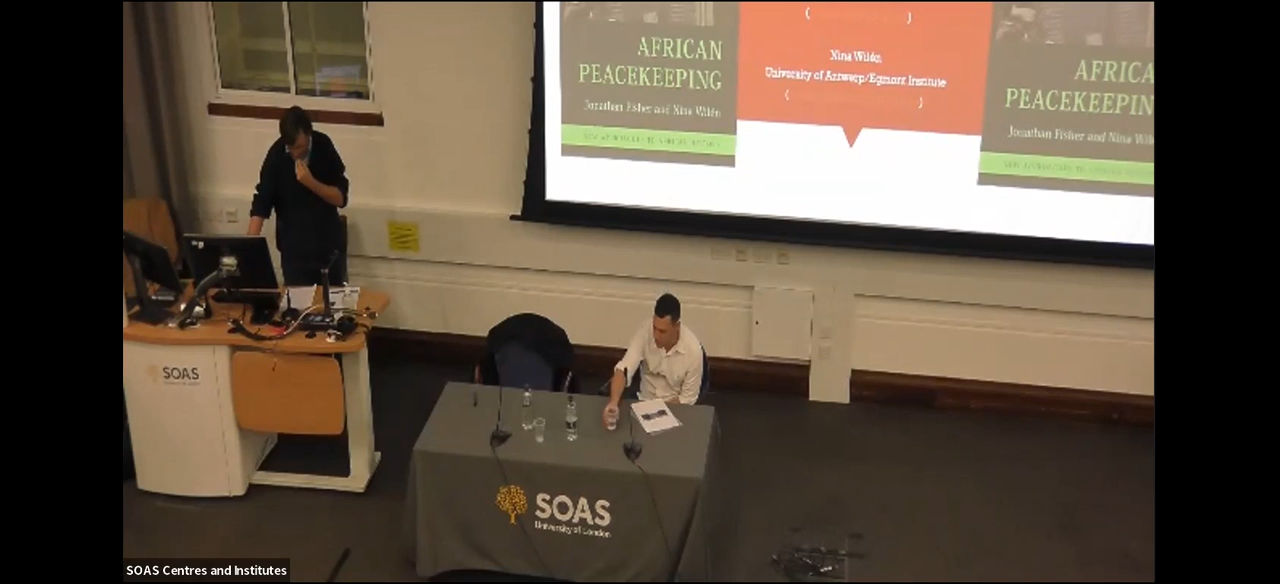 AFRICAN
PEACEKEEPING
Jonathan Fisher and Nina Wilén
Nina Wilén
University of Antwerp/Egmont Institute
AFRICA
PEACEKEEPIN
Jonathan Fisher and Nina Wilé
SOAS
SOAS
University of London
SOAS Centres and Institutes